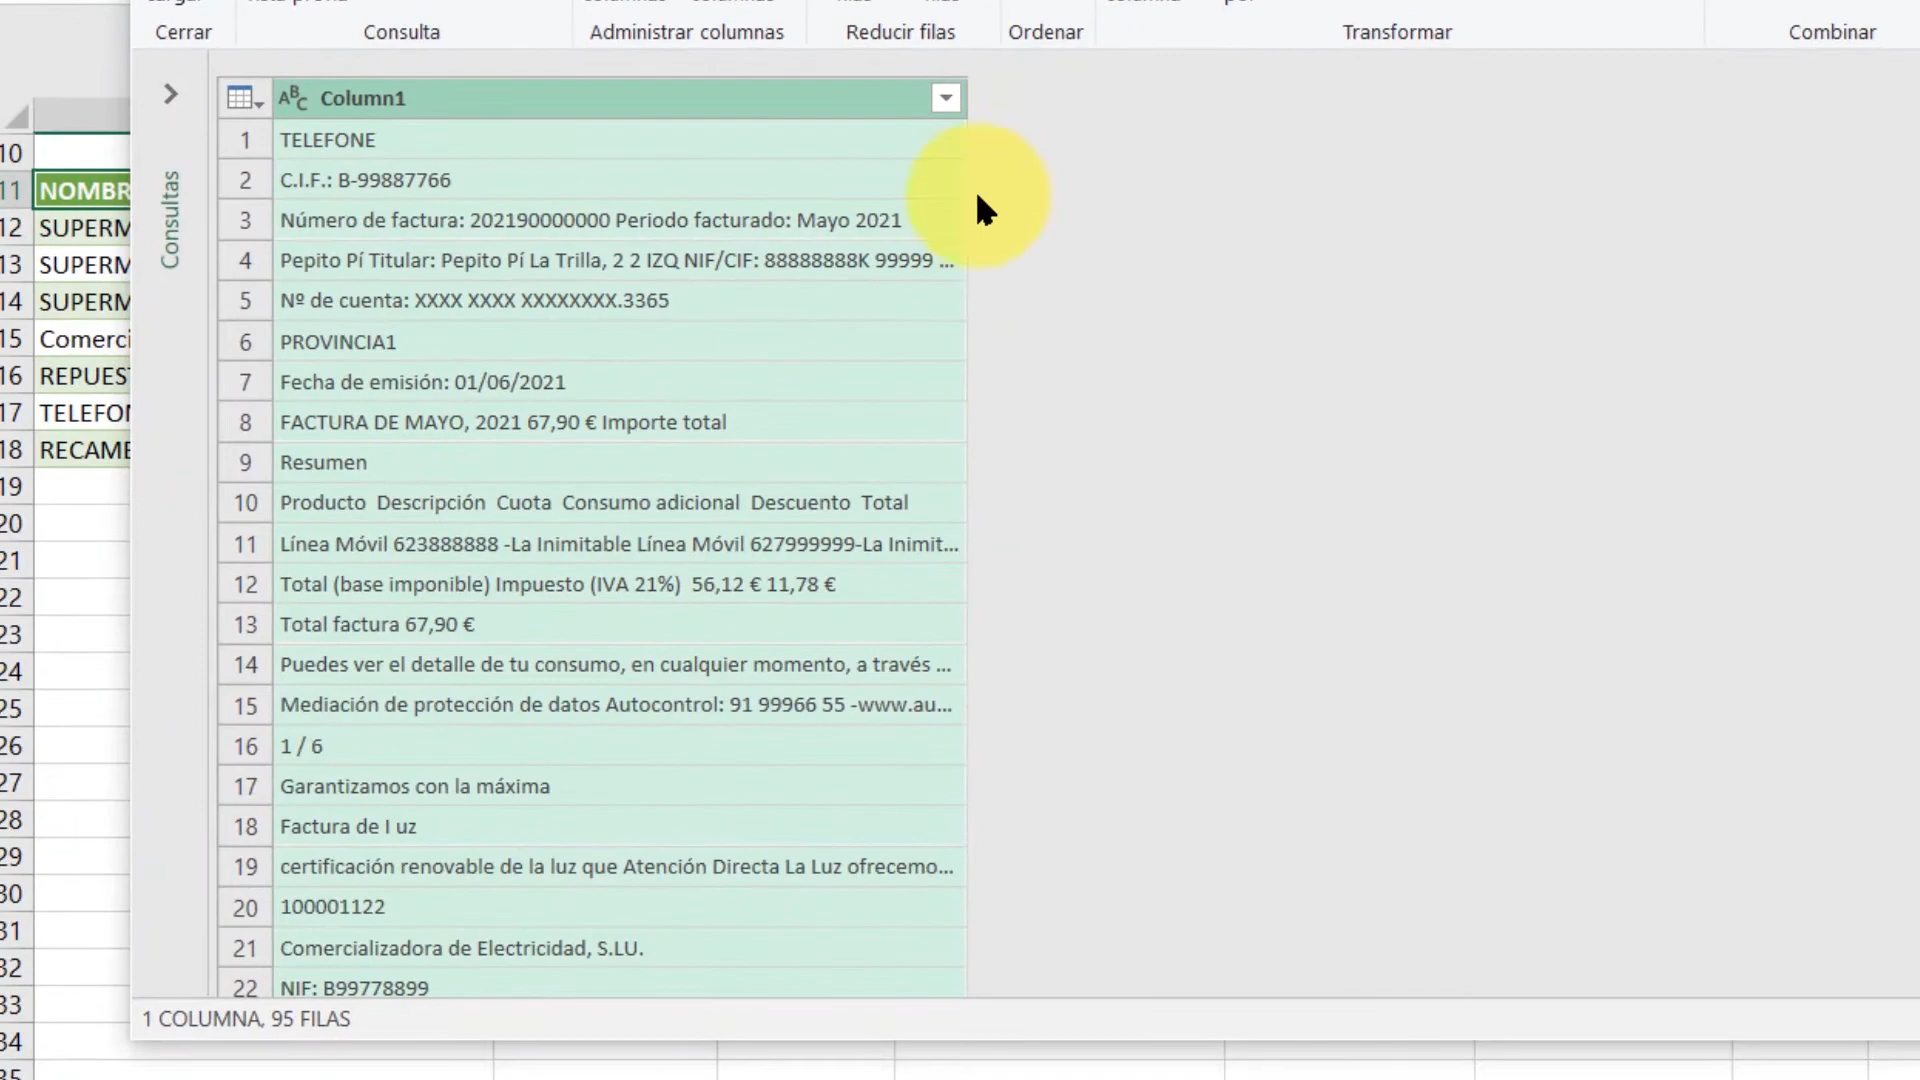 Cerrar Consulta Administrar columnas Reducir filas Ordenar Transformar Combinar
Consultas
Column1
1 TELEFONE
2 C.I.F.: B-99887766
3 Número de factura: 202190000000 Periodo facturado: Mayo 2021
4 Pepito Pí Titular: Pepito Pí La Trilla, 2 2 IZQ NIF/CIF: 88888888K 99999 ...
5 Nº de cuenta: XXXX XXXX XXXXXXXX.3365
6 PROVINCIA1
7 Fecha de emisión: 01/06/2021
8 FACTURA DE MAYO, 2021 67,90 € Importe total
9 Resumen
10 Producto Descripción Cuota Consumo adicional Descuento Total
11 Línea Móvil 623888888 -La Inimitable Línea Móvil 627999999-La Inimit...
12 Total (base imponible) Impuesto (IVA 21%) 56,12 € 11,78 €
13 Total factura 67,90 €
14 Puedes ver el detalle de tu consumo, en cualquier momento, a través ...
15 Mediación de protección de datos Autocontrol: 91 99966 55 -www.au...
16 1 / 6
17 Garantizamos con la máxima
18 Factura de I uz
19 certificación renovable de la luz que Atención Directa La Luz ofrecemo...
20 100001122
21 Comercializadora de Electricidad, S.LU.
22 NIF: B99778899
1 COLUMNA, 95 FILAS
10
11 NOMBR
12 SUPERM
13 SUPERM
14 SUPERM
15 Comerci
16 REPUEST
17 TELEFON
18 RECAMB
19
20
21
22
23
24
25
26
27
28
29
30
31
32
33
34
35